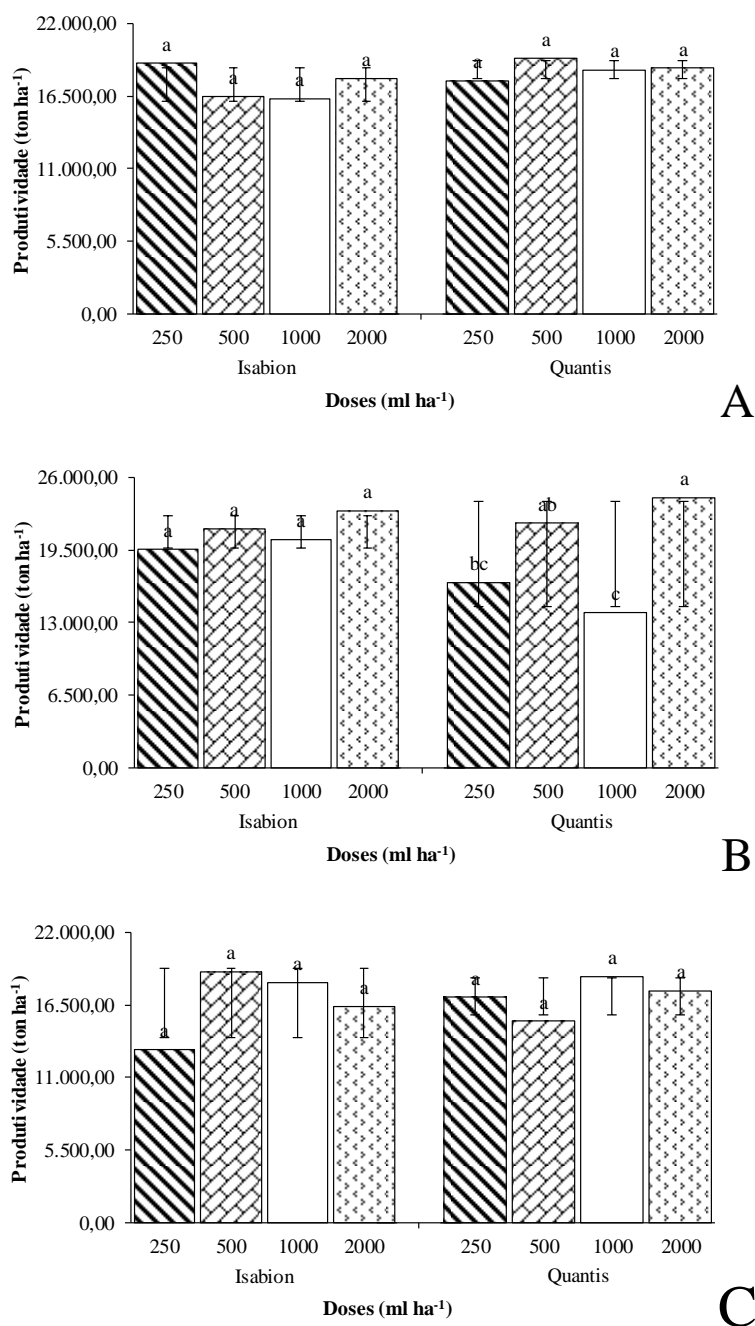 22.000,00
16.500,00
11.000,00
5.500,00
0,00
Produtividade (ton ha-1)
a a a a a a a a
250 500 1000 2000 250 500 1000 2000
Isabion Quantis
Doses (ml ha-1)
A
26.000,00
19.500,00
13.000,00
6.500,00
0,00
Produtividade (ton ha-1)
a a a a bc ab c a
250 500 1000 2000 250 500 1000 2000
Isabion Quantis
Doses (ml ha-1)
B
22.000,00
16.500,00
11.000,00
5.500,00
0,00
Produtividade (ton ha-1)
a a a a a a a a
250 500 1000 2000 250 500 1000 2000
Isabion Quantis
Doses (ml ha-1)
C